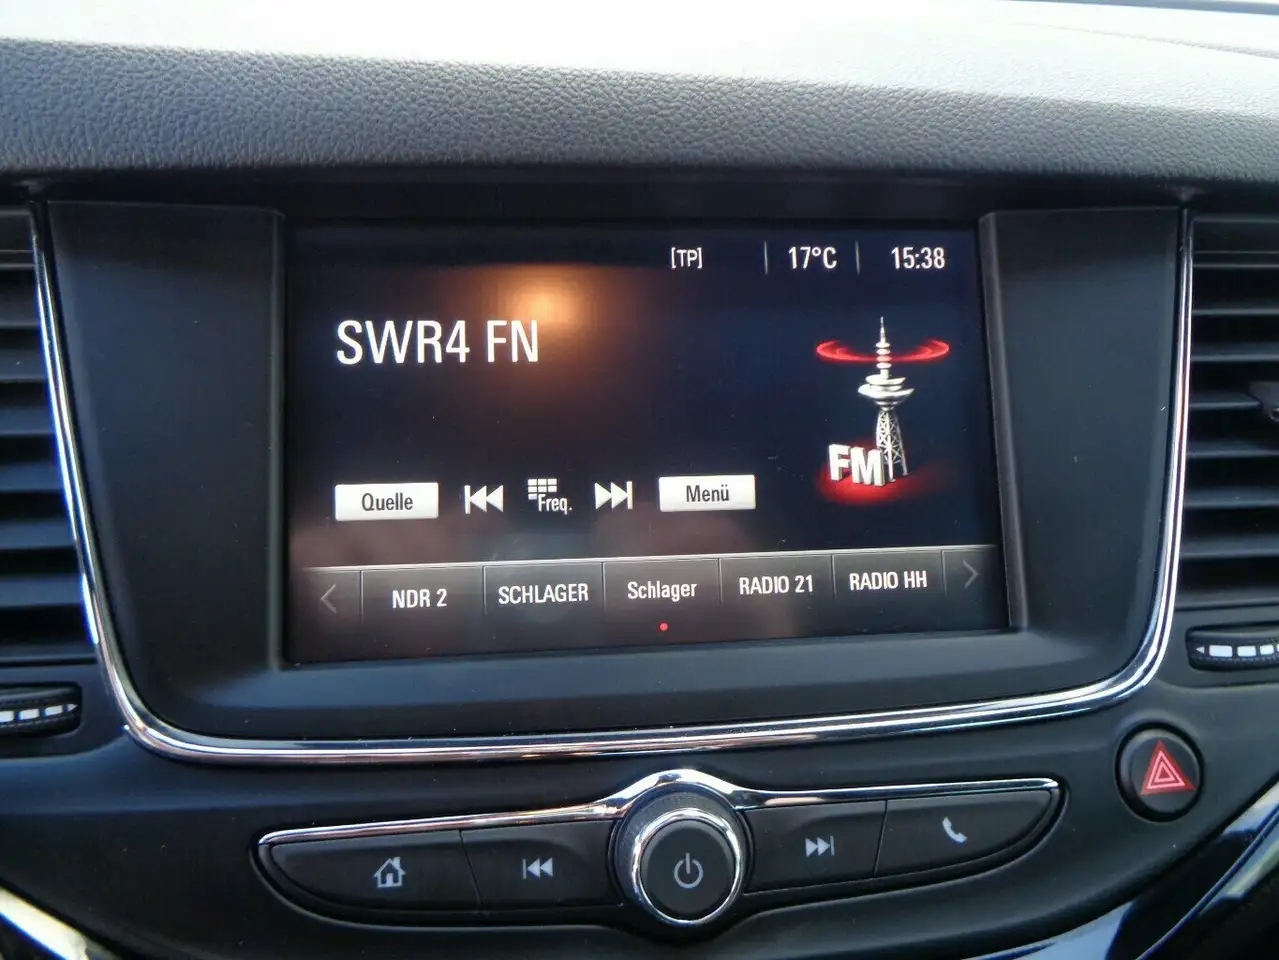 [TP] 17°C 15:38
SWR4 FN
FM
Quelle Freq. Menü
NDR 2 SCHLAGER Schlager RADIO 21 RADIO HH